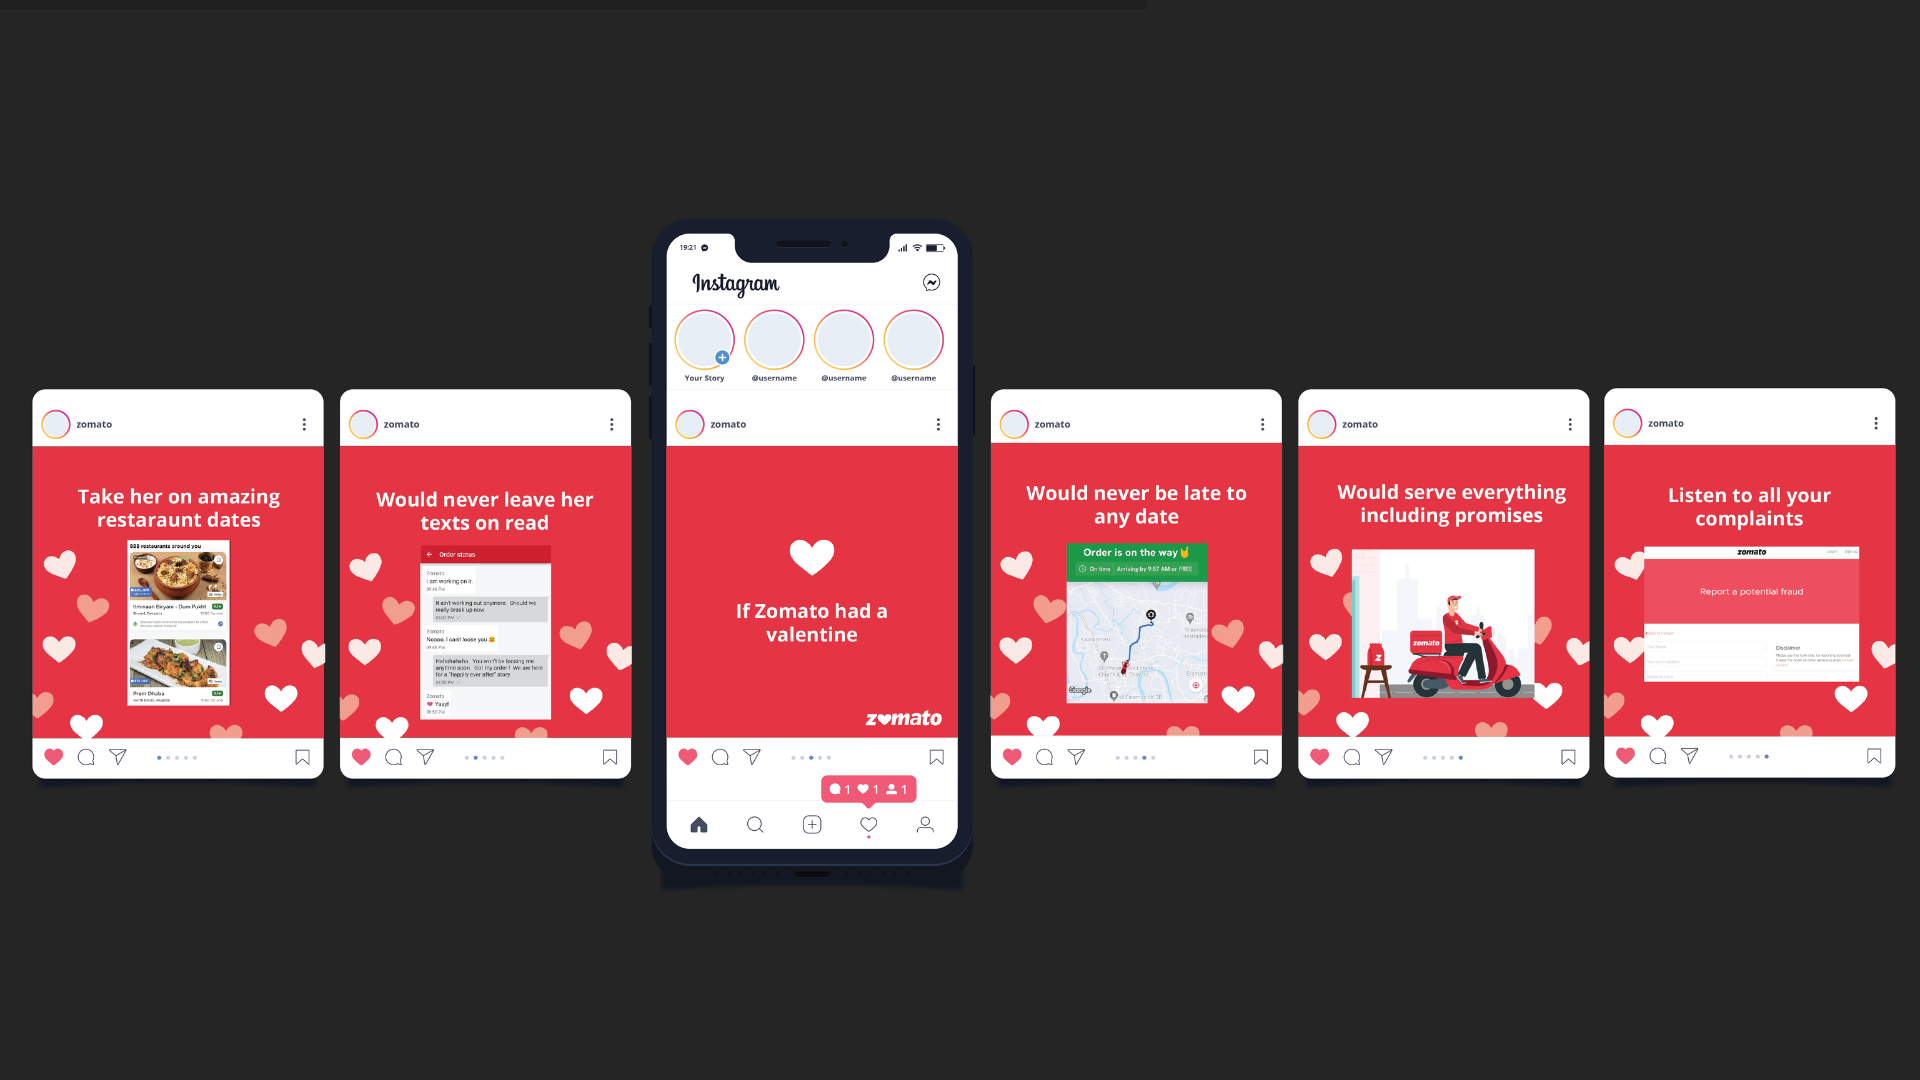 zomato
Take her on amazing
restaraunt dates
888 restaurants around you
Ittminaan Biryani - Dum Pukht
Prem Dhaba
zomato
Would never leave her
texts on read
Order status
Zomato
I am working on it.
It ain't working out anymore. Should we
really break up now
Zomato
Noooo, I can't loose you
Hahahahaha. You won't be loosing me
anytime soon. Got my order! We are here
for a "happily ever after" story
Zomato
Yayy!!
19:21
Instagram
Your Story
@username
@username
@username
zomato
If Zomato had a
valentine
zomato
1 1 1
zomato
Would never be late to
any date
Order is on the way
On time Arriving by 9:57 AM or FREE
Google
zomato
Would serve everything
including promises
zomato
z
zomato
Listen to all your
complaints
zomato
Report a potential fraud
Disclaimer